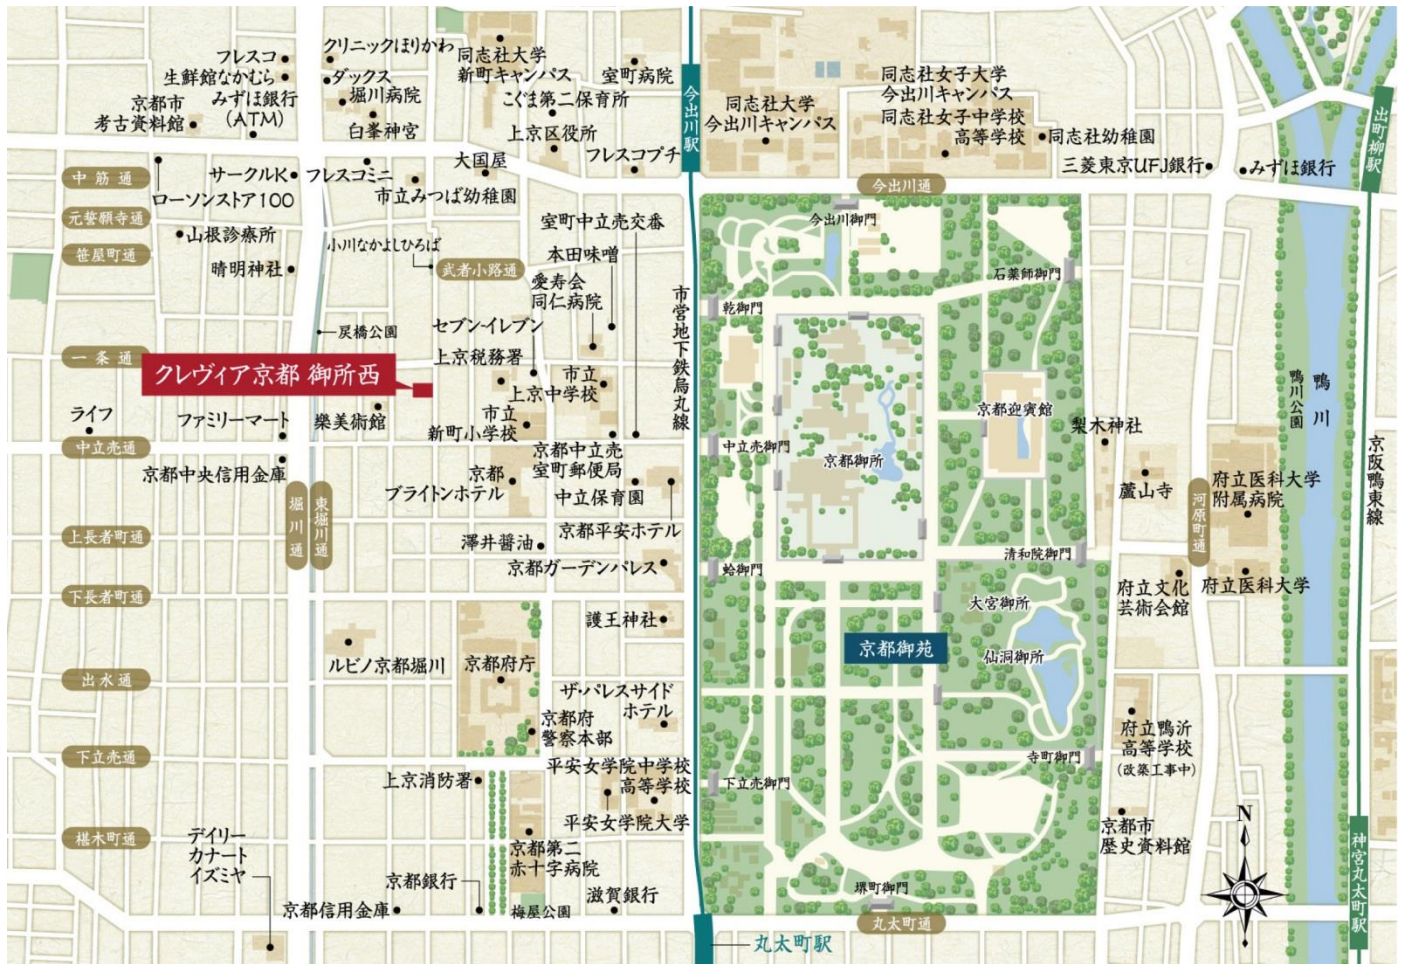 フレスコ
生鮮館なかむら
みずほ銀行
(ATM)
京都市
考古資料館
クリニックほりかわ
ダックス
堀川病院
白峯神宮
同志社大学
新町キャンパス
こぐま第二保育所
上京区役所
室町病院
フレスコプチ
今出川駅
同志社大学
今出川キャンパス
同志社女子大学
今出川キャンパス
同志社女子中学校
高等学校
同志社幼稚園
三菱東京UFJ銀行
みずほ銀行
出町柳駅
中筋通
サークルK
フレスコミニ
大国屋
市立みつば幼稚園
今出川通
ローソンストア100
元誓願寺通
山根診療所
笹屋町通
晴明神社
小川なかよしひろば
武者小路通
室町中立売交番
本田味噌
愛寿会
同仁病院
市営地下鉄烏丸線
今出川御門
石薬師御門
乾御門
戻橋公園
セブン-イレブン
上京税務署
一条通
クレヴィア京都 御所西
市立
上京中学校
ライフ
ファミリーマート
樂美術館
市立
新町小学校
中立売通
京都中央信用金庫
京都
ブライトンホテル
京都中立売
室町郵便局
中立保育園
中立売御門
京都御所
京都迎賓館
梨木神社
鴨川公園
鴨川
京阪鴨東線
蘆山寺
河原町通
府立医科大学
附属病院
堀川通
東堀川通
上長者町通
澤井醬油
京都平安ホテル
京都ガーデンパレス
蛤御門
清和院御門
下長者町通
護王神社
大宮御所
府立文化
芸術会館
府立医科大学
ルビノ京都堀川
京都府庁
京都御苑
仙洞御所
出水通
ザ・パレスサイド
ホテル
京都府
警察本部
府立鴨沂
高等学校
(改築工事中)
下立売通
上京消防署
平安女学院中学校
高等学校
平安女学院大学
下立売御門
寺町御門
椹木町通
デイリー
カナート
イズミヤ
京都第二
赤十字病院
京都市
歴史資料館
N
京都銀行
京都信用金庫
梅屋公園
滋賀銀行
堺町御門
丸太町通
丸太町駅
神宮丸太町駅